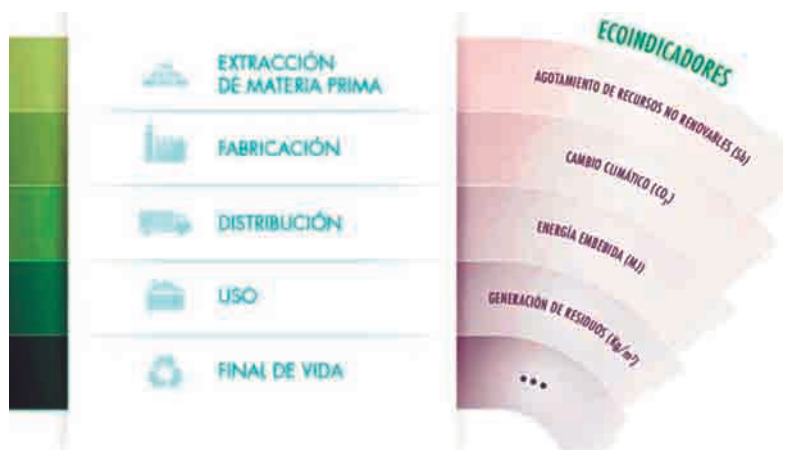 ECOINDICADORES
EXTRACCIÓN
DE MATERIA PRIMA
AGOTAMIENTO DE RECURSOS NO RENOVABLES (Sb)
FABRICACIÓN
CAMBIO CLIMÁTICO (CO₂)
DISTRIBUCIÓN
ENERGÍA EMBEBIDA (MJ)
USO
GENERACIÓN DE RESIDUOS (Kg/m³)
FINAL DE VIDA
...